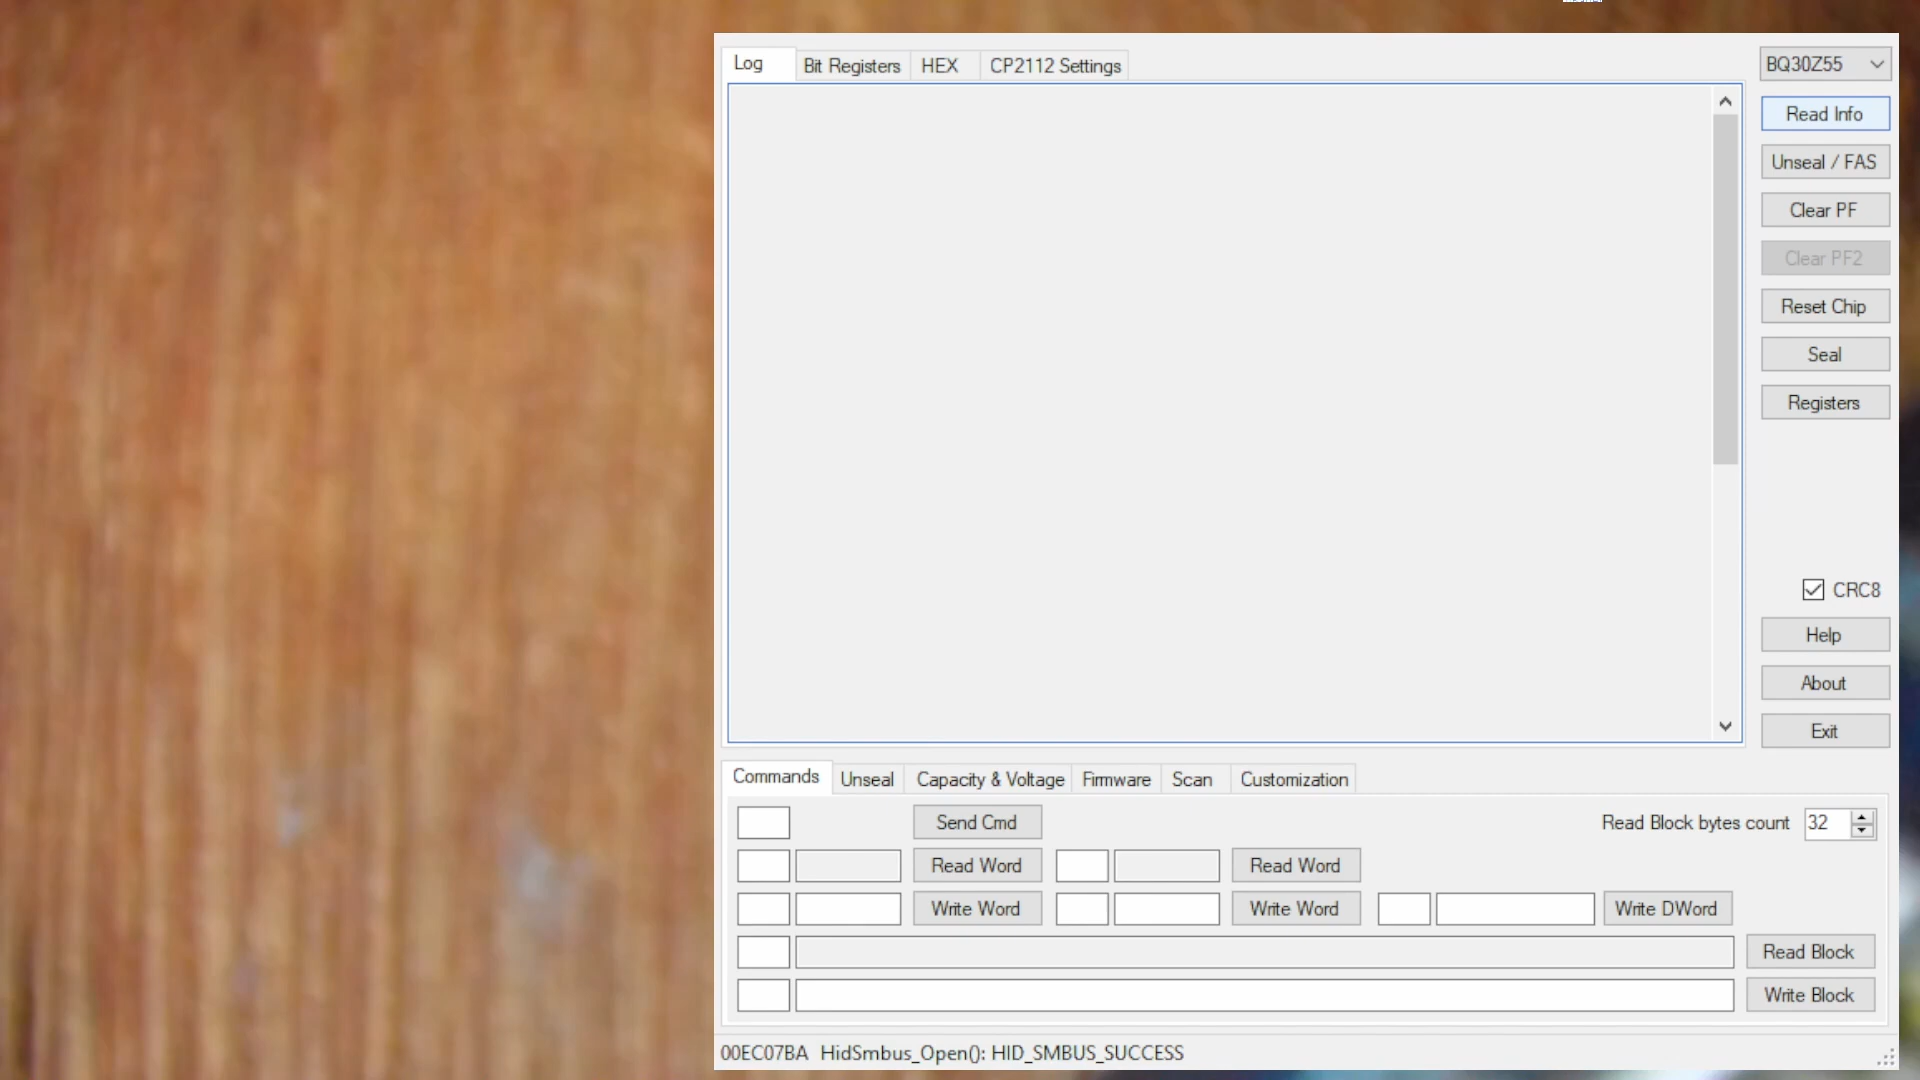 Log Bit Registers HEX CP2112 Settings
BQ30Z55
Read Info
Unseal / FAS
Clear PF
Clear PF2
Reset Chip
Seal
Registers
CRC8
Help
About
Exit
Commands Unseal Capacity & Voltage Firmware Scan Customization
Send Cmd Read Block bytes count 32
Read Word Read Word
Write Word Write Word Write DWord
Read Block
Write Block
00EC07BA HidSmbus_Open(): HID_SMBUS_SUCCESS